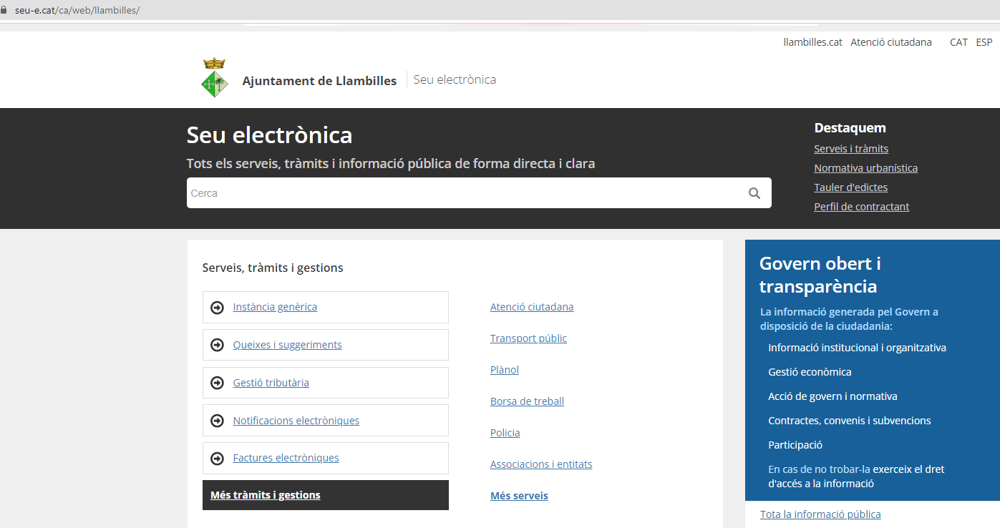 seu-e.cat/ca/web/llambilles/
llambilles.cat Atenció ciutadana CAT ESP
Ajuntament de Llambilles Seu electrònica
Seu electrònica
Tots els serveis, tràmits i informació pública de forma directa i clara
Cerca
Destaquem
Serveis i tràmits
Normativa urbanística
Tauler d'edictes
Perfil de contractant
Serveis, tràmits i gestions
Instància genèrica
Queixes i suggeriments
Gestió tributària
Notificacions electròniques
Factures electròniques
Més tràmits i gestions
Atenció ciutadana
Transport públic
Plànol
Borsa de treball
Policia
Associacions i entitats
Més serveis
Govern obert i
transparència
La informació generada pel Govern a
disposició de la ciudadania:
Informació institucional i organitzativa
Gestió econòmica
Acció de govern i normativa
Contractes, convenis i subvencions
Participació
En cas de no trobar-la exerceix el dret
d'accés a la informació
Tota la informació pública